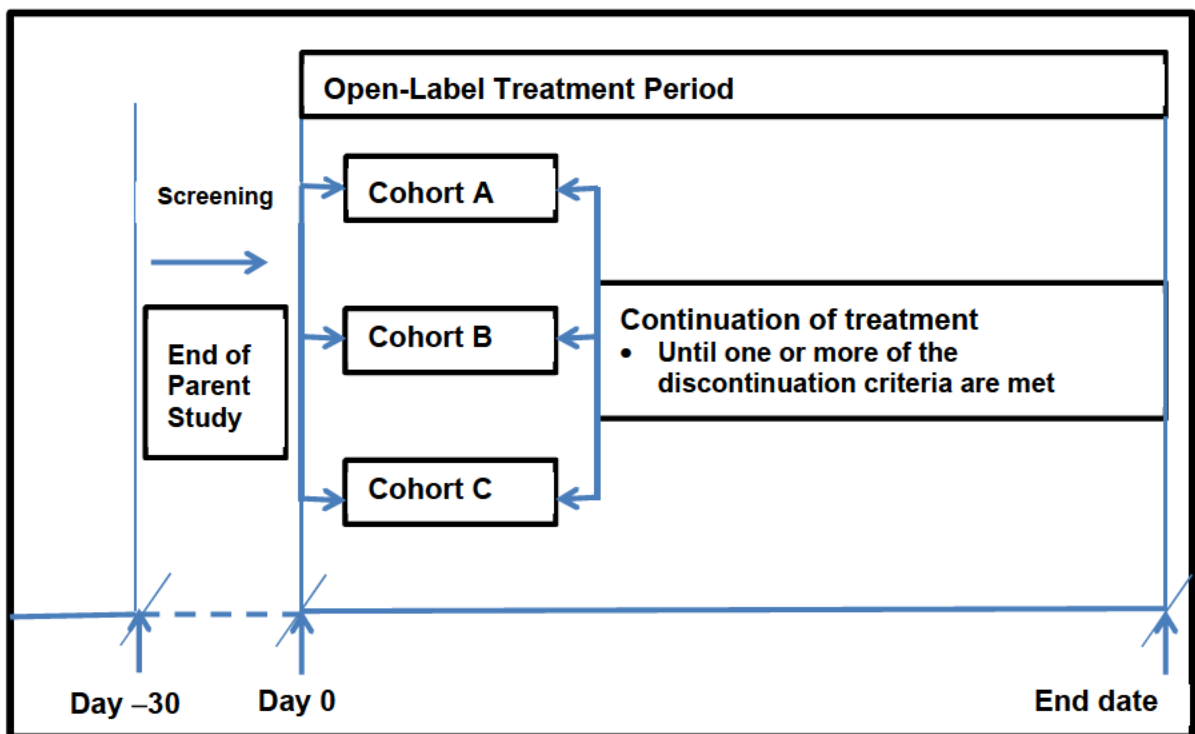 Open-Label Treatment Period
Screening
Cohort A
End of
Parent
Study
Cohort B
Continuation of treatment
• Until one or more of the
discontinuation criteria are met
Cohort C
Day –30
Day 0
End date